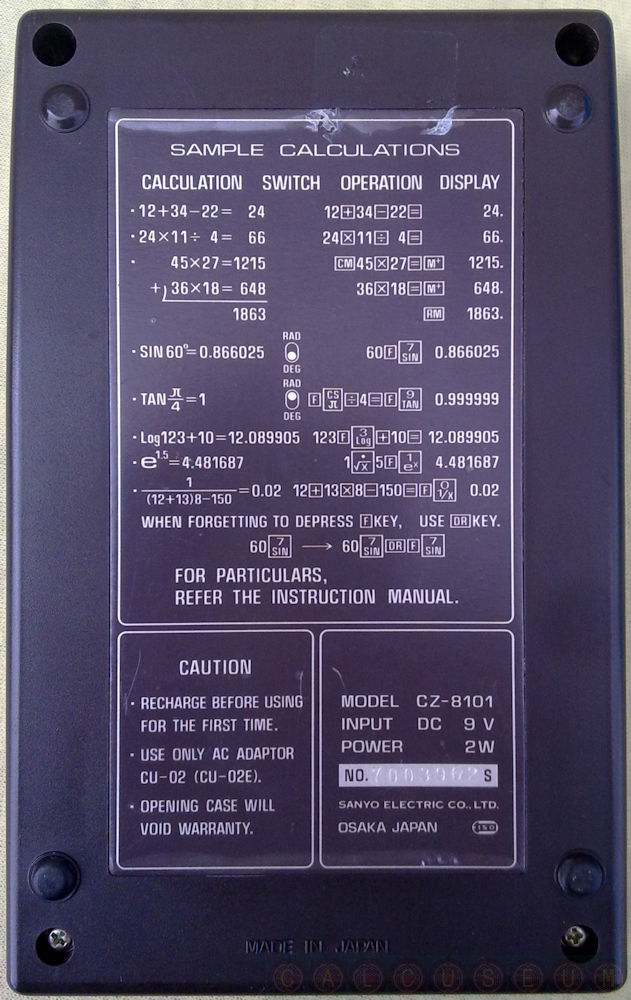 SAMPLE CALCULATIONS
CALCULATION SWITCH OPERATION DISPLAY
·12+34−22= 24 12+34−22= 24.
·24×11÷ 4= 66 24×11÷ 4= 66.
· 45×27=1215 CM45×27=M+ 1215.
+)36×18= 648 36×18=M+ 648.
1863 RM 1863.
RAD
·SIN 60°=0.866025 60 F 7 SIN 0.866025
DEG
RAD
·TAN π/4=1 F CS π ÷4= F 9 TAN 0.999999
DEG
·Log123+10=12.089905 123 F 3 Log +10= 12.089905
·e1.5=4.481687 1 · √X 5 F 1 eX 4.481687
·1/(12+13)8−150=0.02 12+13×8−150= F 0 1/X 0.02
WHEN FORGETTING TO DEPRESS F KEY, USE DR KEY.
60 7 SIN → 60 7 SIN DR F 7 SIN
FOR PARTICULARS,
REFER THE INSTRUCTION MANUAL.
CAUTION
· RECHARGE BEFORE USING
FOR THE FIRST TIME.
· USE ONLY AC ADAPTOR
CU-02 (CU-02E).
· OPENING CASE WILL
VOID WARRANTY.
MODEL CZ-8101
INPUT DC 9 V
POWER 2W
NO. 7003902 S
SANYO ELECTRIC CO., LTD.
OSAKA JAPAN
MADE IN JAPAN
CALCUSEUM